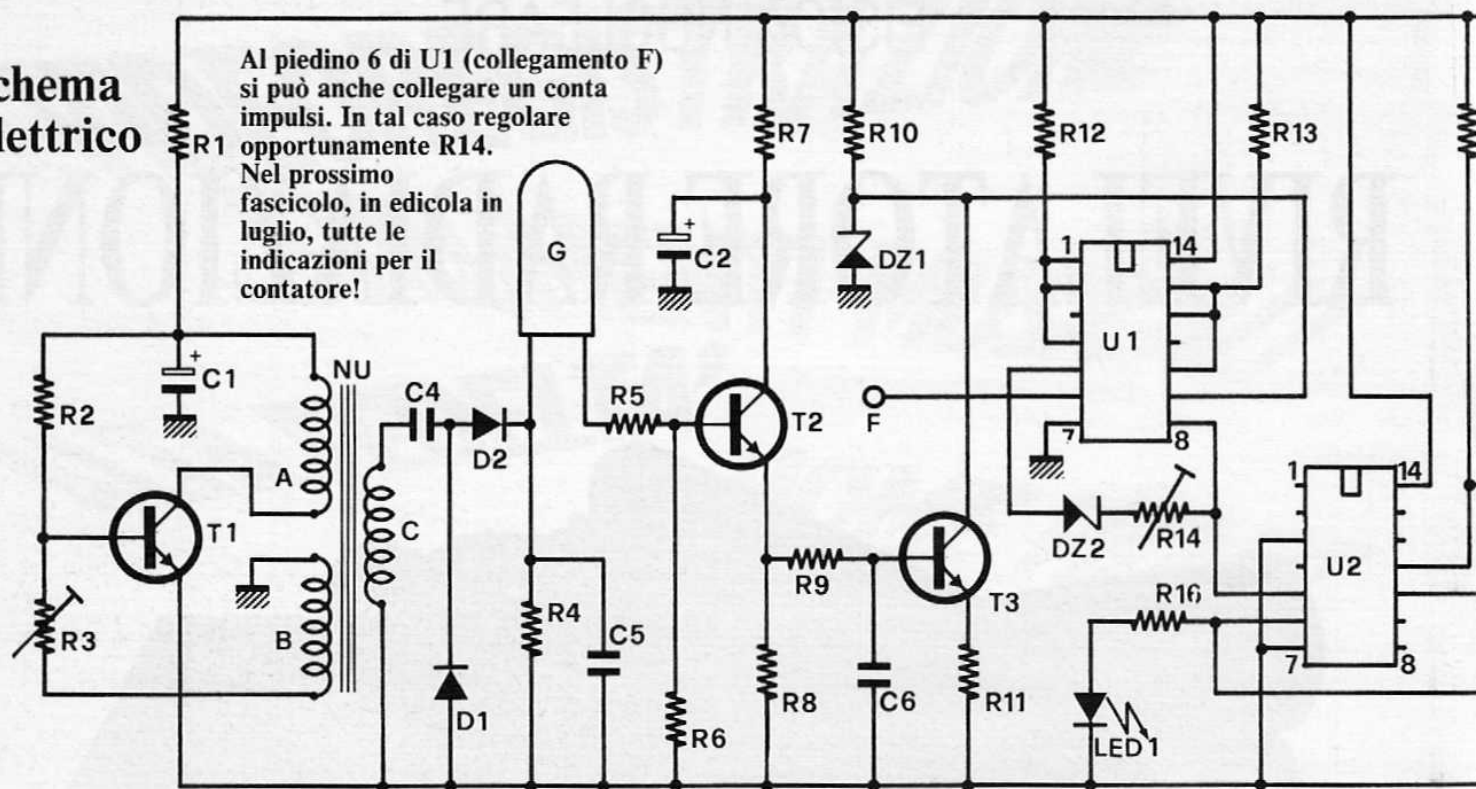 chema
lettrico
Al piedino 6 di U1 (collegamento F)
si può anche collegare un conta
impulsi. In tal caso regolare
opportunamente R14.
Nel prossimo
fascicolo, in edicola in
luglio, tutte le
indicazioni per il
contatore!
R1
R7
R10
R12
R13
G
+
C2
DZ1
1
14
U1
7
8
R2
+
C1
NU
C4
R5
T2
F
A
D2
T1
C
B
R3
R4
C5
D1
R6
R9
R8
C6
T3
R11
DZ2
R14
R16
LED1
1
14
U2
7
8